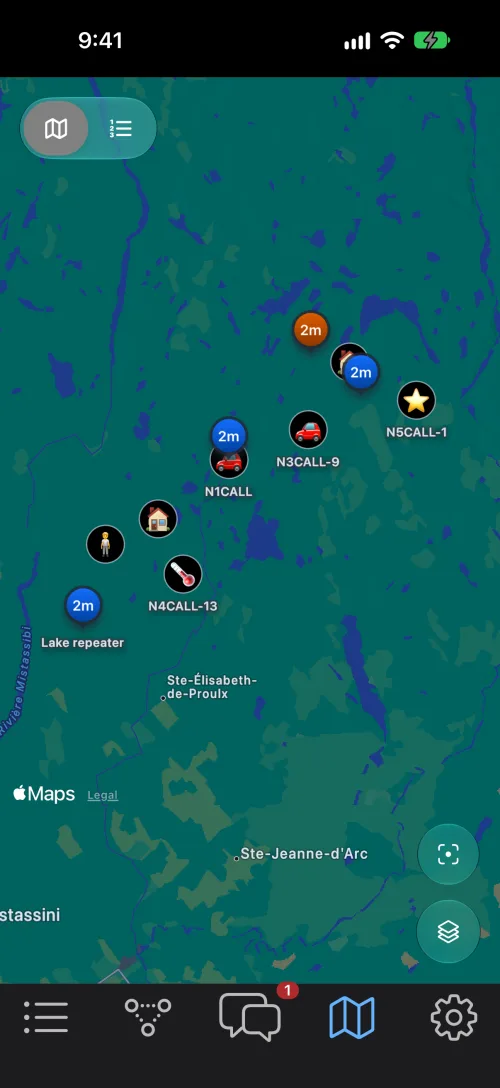 9:41
2m
2m
N5CALL-1
2m
N3CALL-9
N1CALL
N4CALL-13
2m
Lake repeater
Rivière Mistassibi
Ste-Élisabeth-
de-Proulx
Maps
Legal
Ste-Jeanne-d'Arc
stassini
1